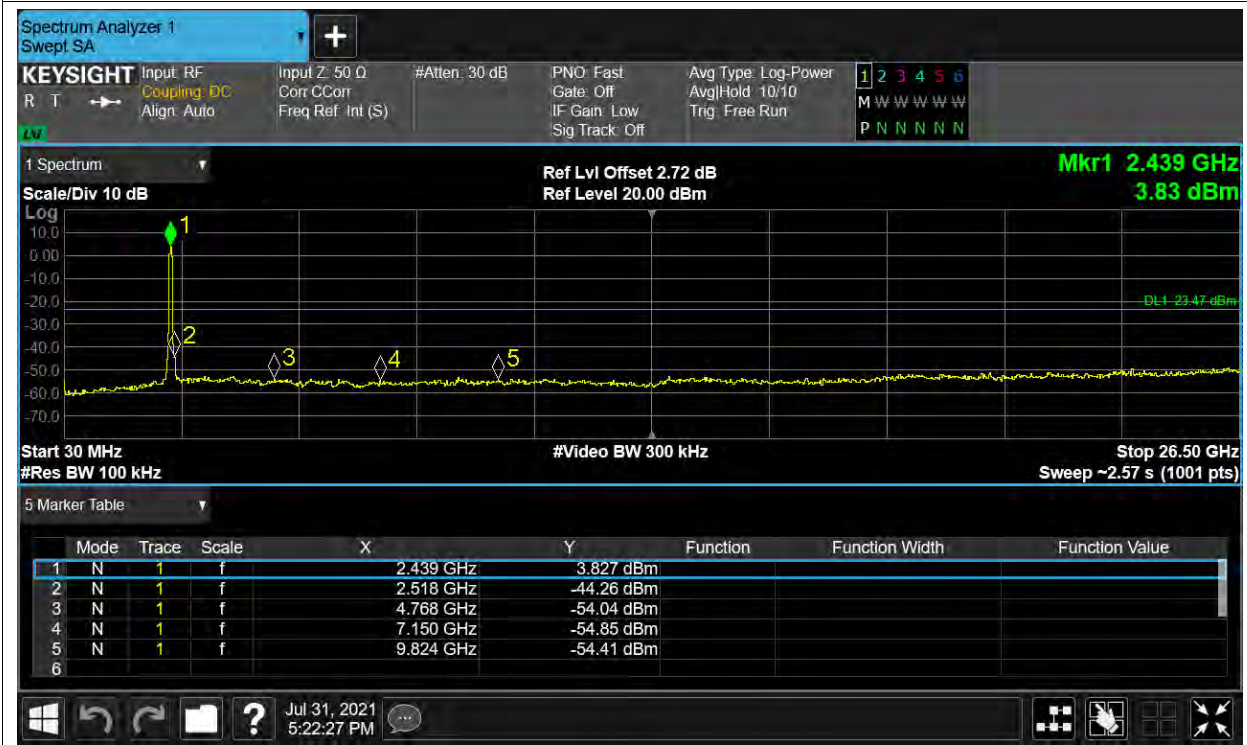 Spectrum Analyzer 1
Swept SA
+
KEYSIGHT Input: RF Input Z: 50 Ω #Atten: 30 dB PNO: Fast Avg Type: Log-Power 1 2 3 4 5 6
R T Coupling: DC Corr CCorr Gate: Off Avg|Hold: 10/10 M W W W W W
Align: Auto Freq Ref: Int (S) IF Gain: Low Trig: Free Run P N N N N N
LXI Sig Track: Off
1 Spectrum
Ref Lvl Offset 2.72 dB Mkr1 2.439 GHz
Scale/Div 10 dB Ref Level 20.00 dBm 3.83 dBm
Log
10.0 1
0.00
-10.0
-20.0 DL1 -23.47 dBm
-30.0
-40.0 2
3 4 5
-50.0
-60.0
-70.0
Start 30 MHz #Video BW 300 kHz Stop 26.50 GHz
#Res BW 100 kHz Sweep ~2.57 s (1001 pts)
5 Marker Table
Mode Trace Scale X Y Function Function Width Function Value
1 N 1 f 2.439 GHz 3.827 dBm
2 N 1 f 2.518 GHz -44.26 dBm
3 N 1 f 4.768 GHz -54.04 dBm
4 N 1 f 7.150 GHz -54.85 dBm
5 N 1 f 9.824 GHz -54.41 dBm
6
? Jul 31, 2021
5:22:27 PM